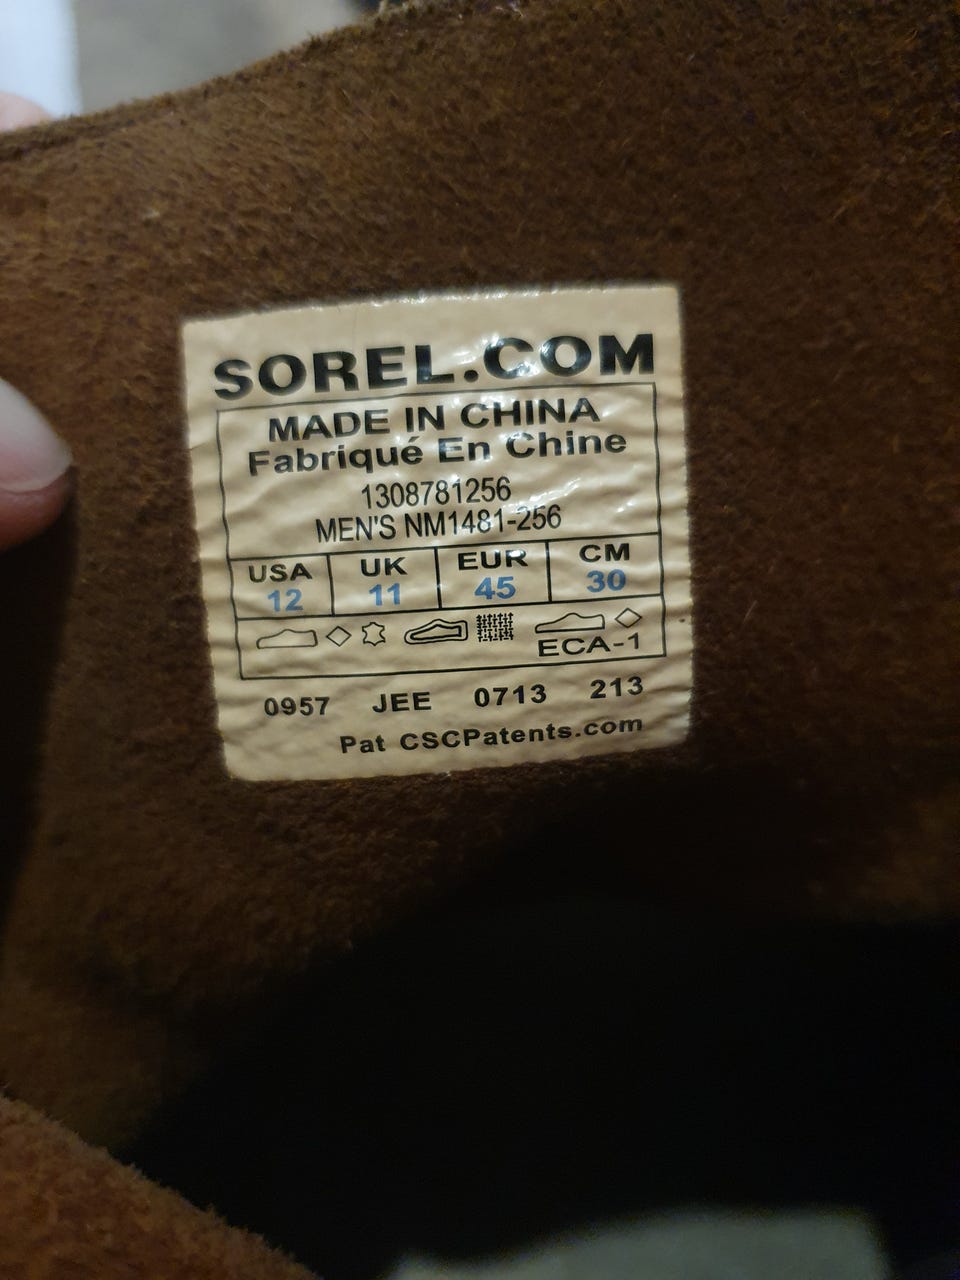 SOREL.COM
MADE IN CHINA
Fabriqué En Chine
1308781256
MEN'S NM1481-256
USA UK EUR CM
12 11 45 30
ECA-1
0957 JEE 0713 213
Pat CSCPatents.com